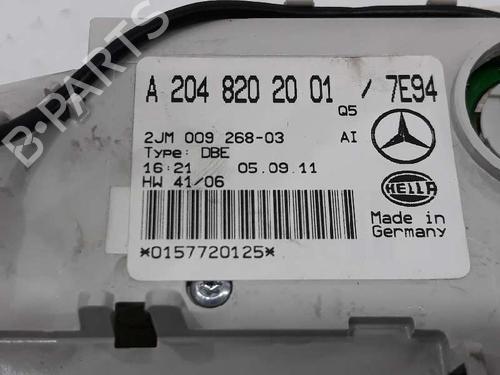 A 204 820 20 01 / 7E94
Q5
2JM 009 268-03 AI
Type: DBE
16:21 05.09.11
HW 41/06
HELLA
Made in
Germany
*0157720125*
B-PARTS